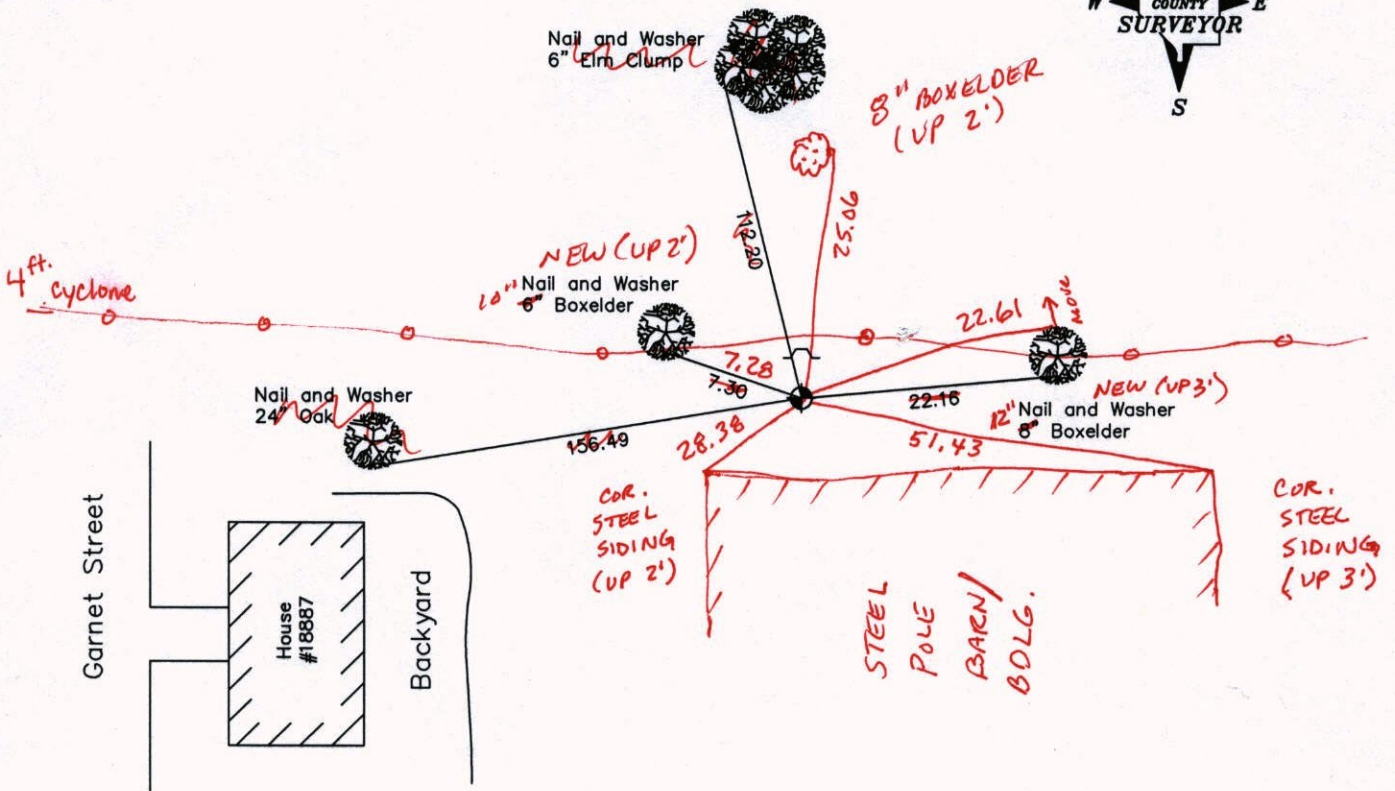 W
COUNTY
E
SURVEYOR
S
Nail and Washer
6" Elm Clump
8" BOXELDER
(UP 2')
112.20
25.06
NEW (UP 2')
10" Nail and Washer
6" Boxelder
4 ft. cyclone
22.61
MOVE
7.28
7.30
22.16
NEW (UP 3')
12" Nail and Washer
8" Boxelder
Nail and Washer
24" Oak
156.49
28.38
51.43
COR.
STEEL
SIDING
(UP 2')
COR.
STEEL
SIDING
(UP 3')
STEEL
POLE
BARN/
BDLG.
Garnet Street
House
#18887
Backyard